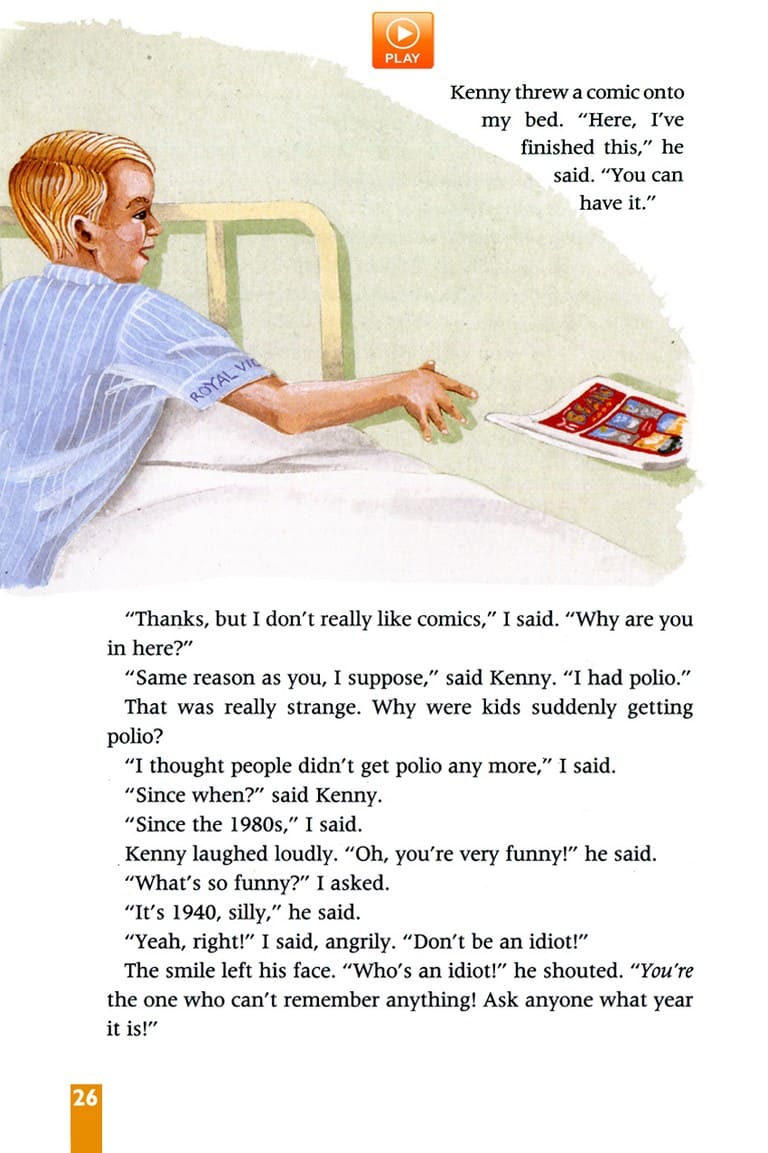 PLAY
Kenny threw a comic onto
my bed. “Here, I’ve
finished this,” he
said. “You can
have it.”
ROYAL VIC
“Thanks, but I don’t really like comics,” I said. “Why are you
in here?”
“Same reason as you, I suppose,” said Kenny. “I had polio.”
That was really strange. Why were kids suddenly getting
polio?
“I thought people didn’t get polio any more,” I said.
“Since when?” said Kenny.
“Since the 1980s,” I said.
Kenny laughed loudly. “Oh, you’re very funny!” he said.
“What’s so funny?” I asked.
“It’s 1940, silly,” he said.
“Yeah, right!” I said, angrily. “Don’t be an idiot!”
The smile left his face. “Who’s an idiot!” he shouted. “You’re
the one who can’t remember anything! Ask anyone what year
it is!”
26